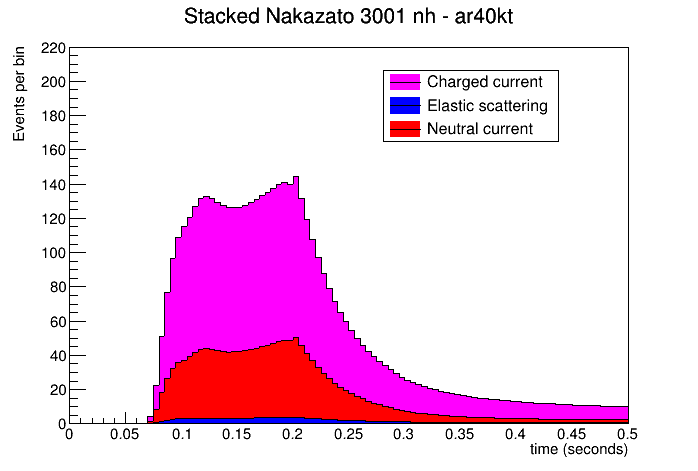 Stacked Nakazato 3001 nh - ar40kt
Events per bin
220
200
180
160
140
120
100
80
60
40
20
0
Charged current
Elastic scattering
Neutral current
0 0.05 0.1 0.15 0.2 0.25 0.3 0.35 0.4 0.45 0.5
time (seconds)